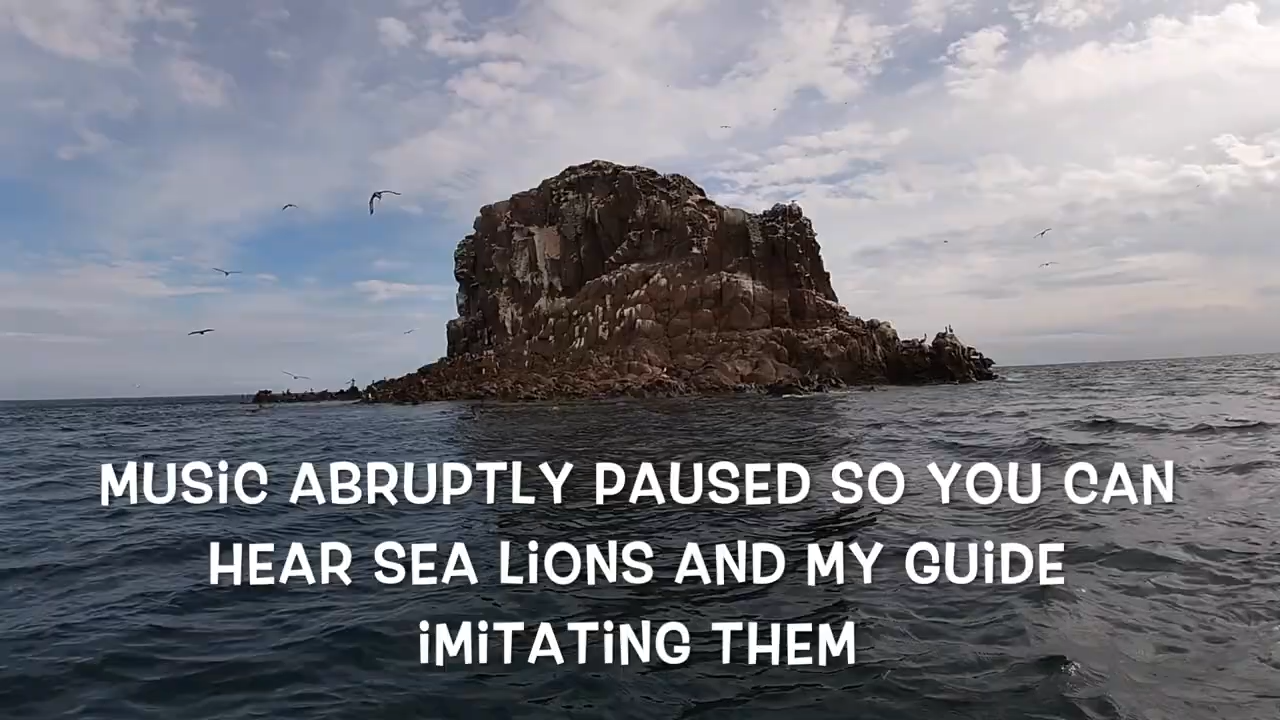 MUSiC ABRUPTLY PAUSED SO YOU CAN
HEAR SEA LiONS AND MY GUiDE
iMiTATiNG THEM